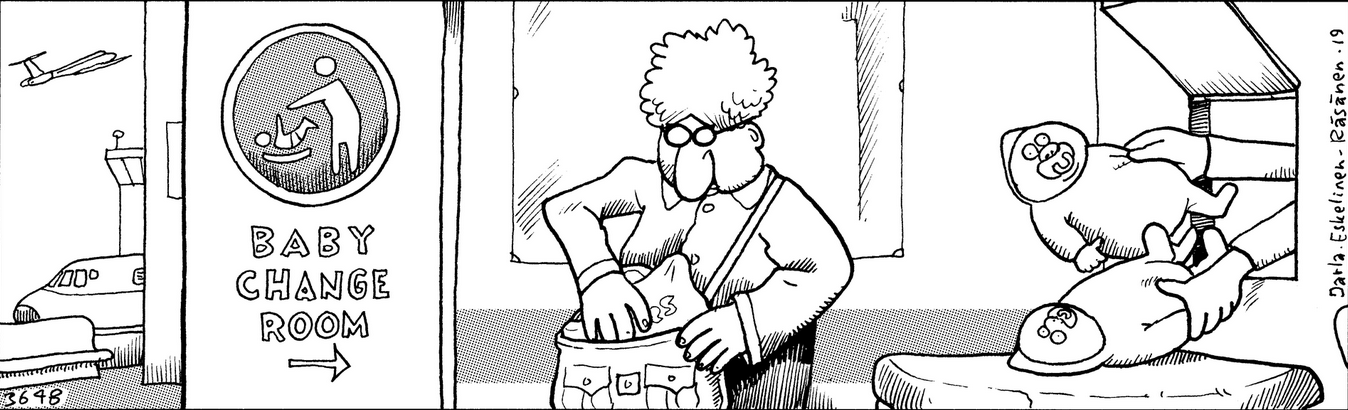 BABY
CHANGE
ROOM
3648
Jarla. Eskelinen - Räsänen. 19